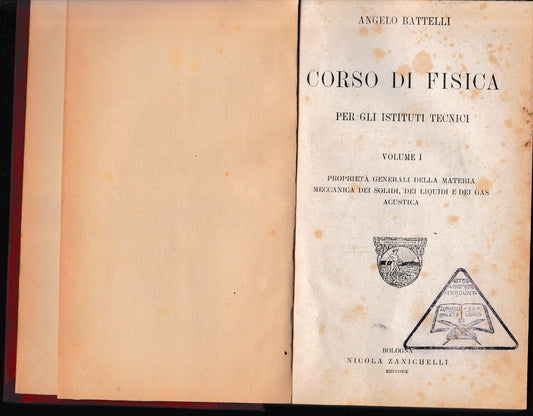 ANGELO BATTELLI
CORSO DI FISICA
PER GLI ISTITUTI TECNICI
VOLUME I
PROPRIETÀ GENERALI DELLA MATERIA
MECCANICA DEI SOLIDI, DEI LIQUIDI E DEI GAS
ACUSTICA
BOLOGNA
NICOLA ZANICHELLI
EDITORE